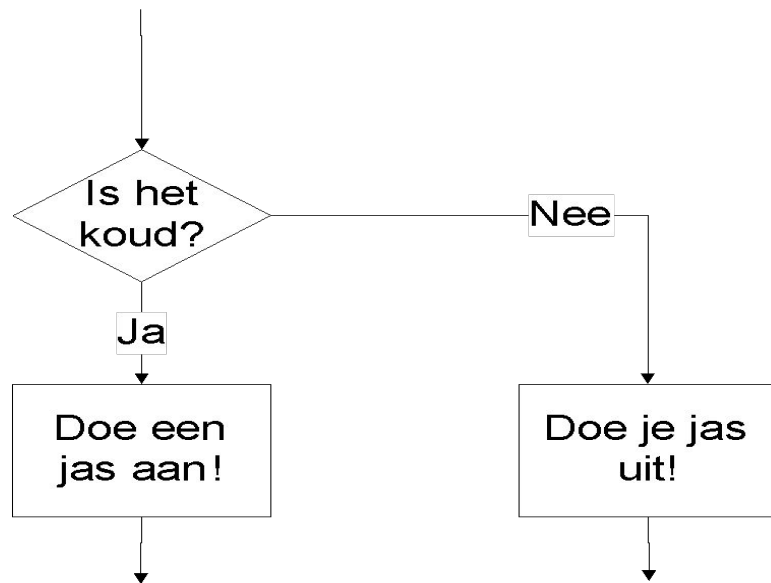 Is het
koud?
Nee
Ja
Doe een
jas aan!
Doe je jas
uit!